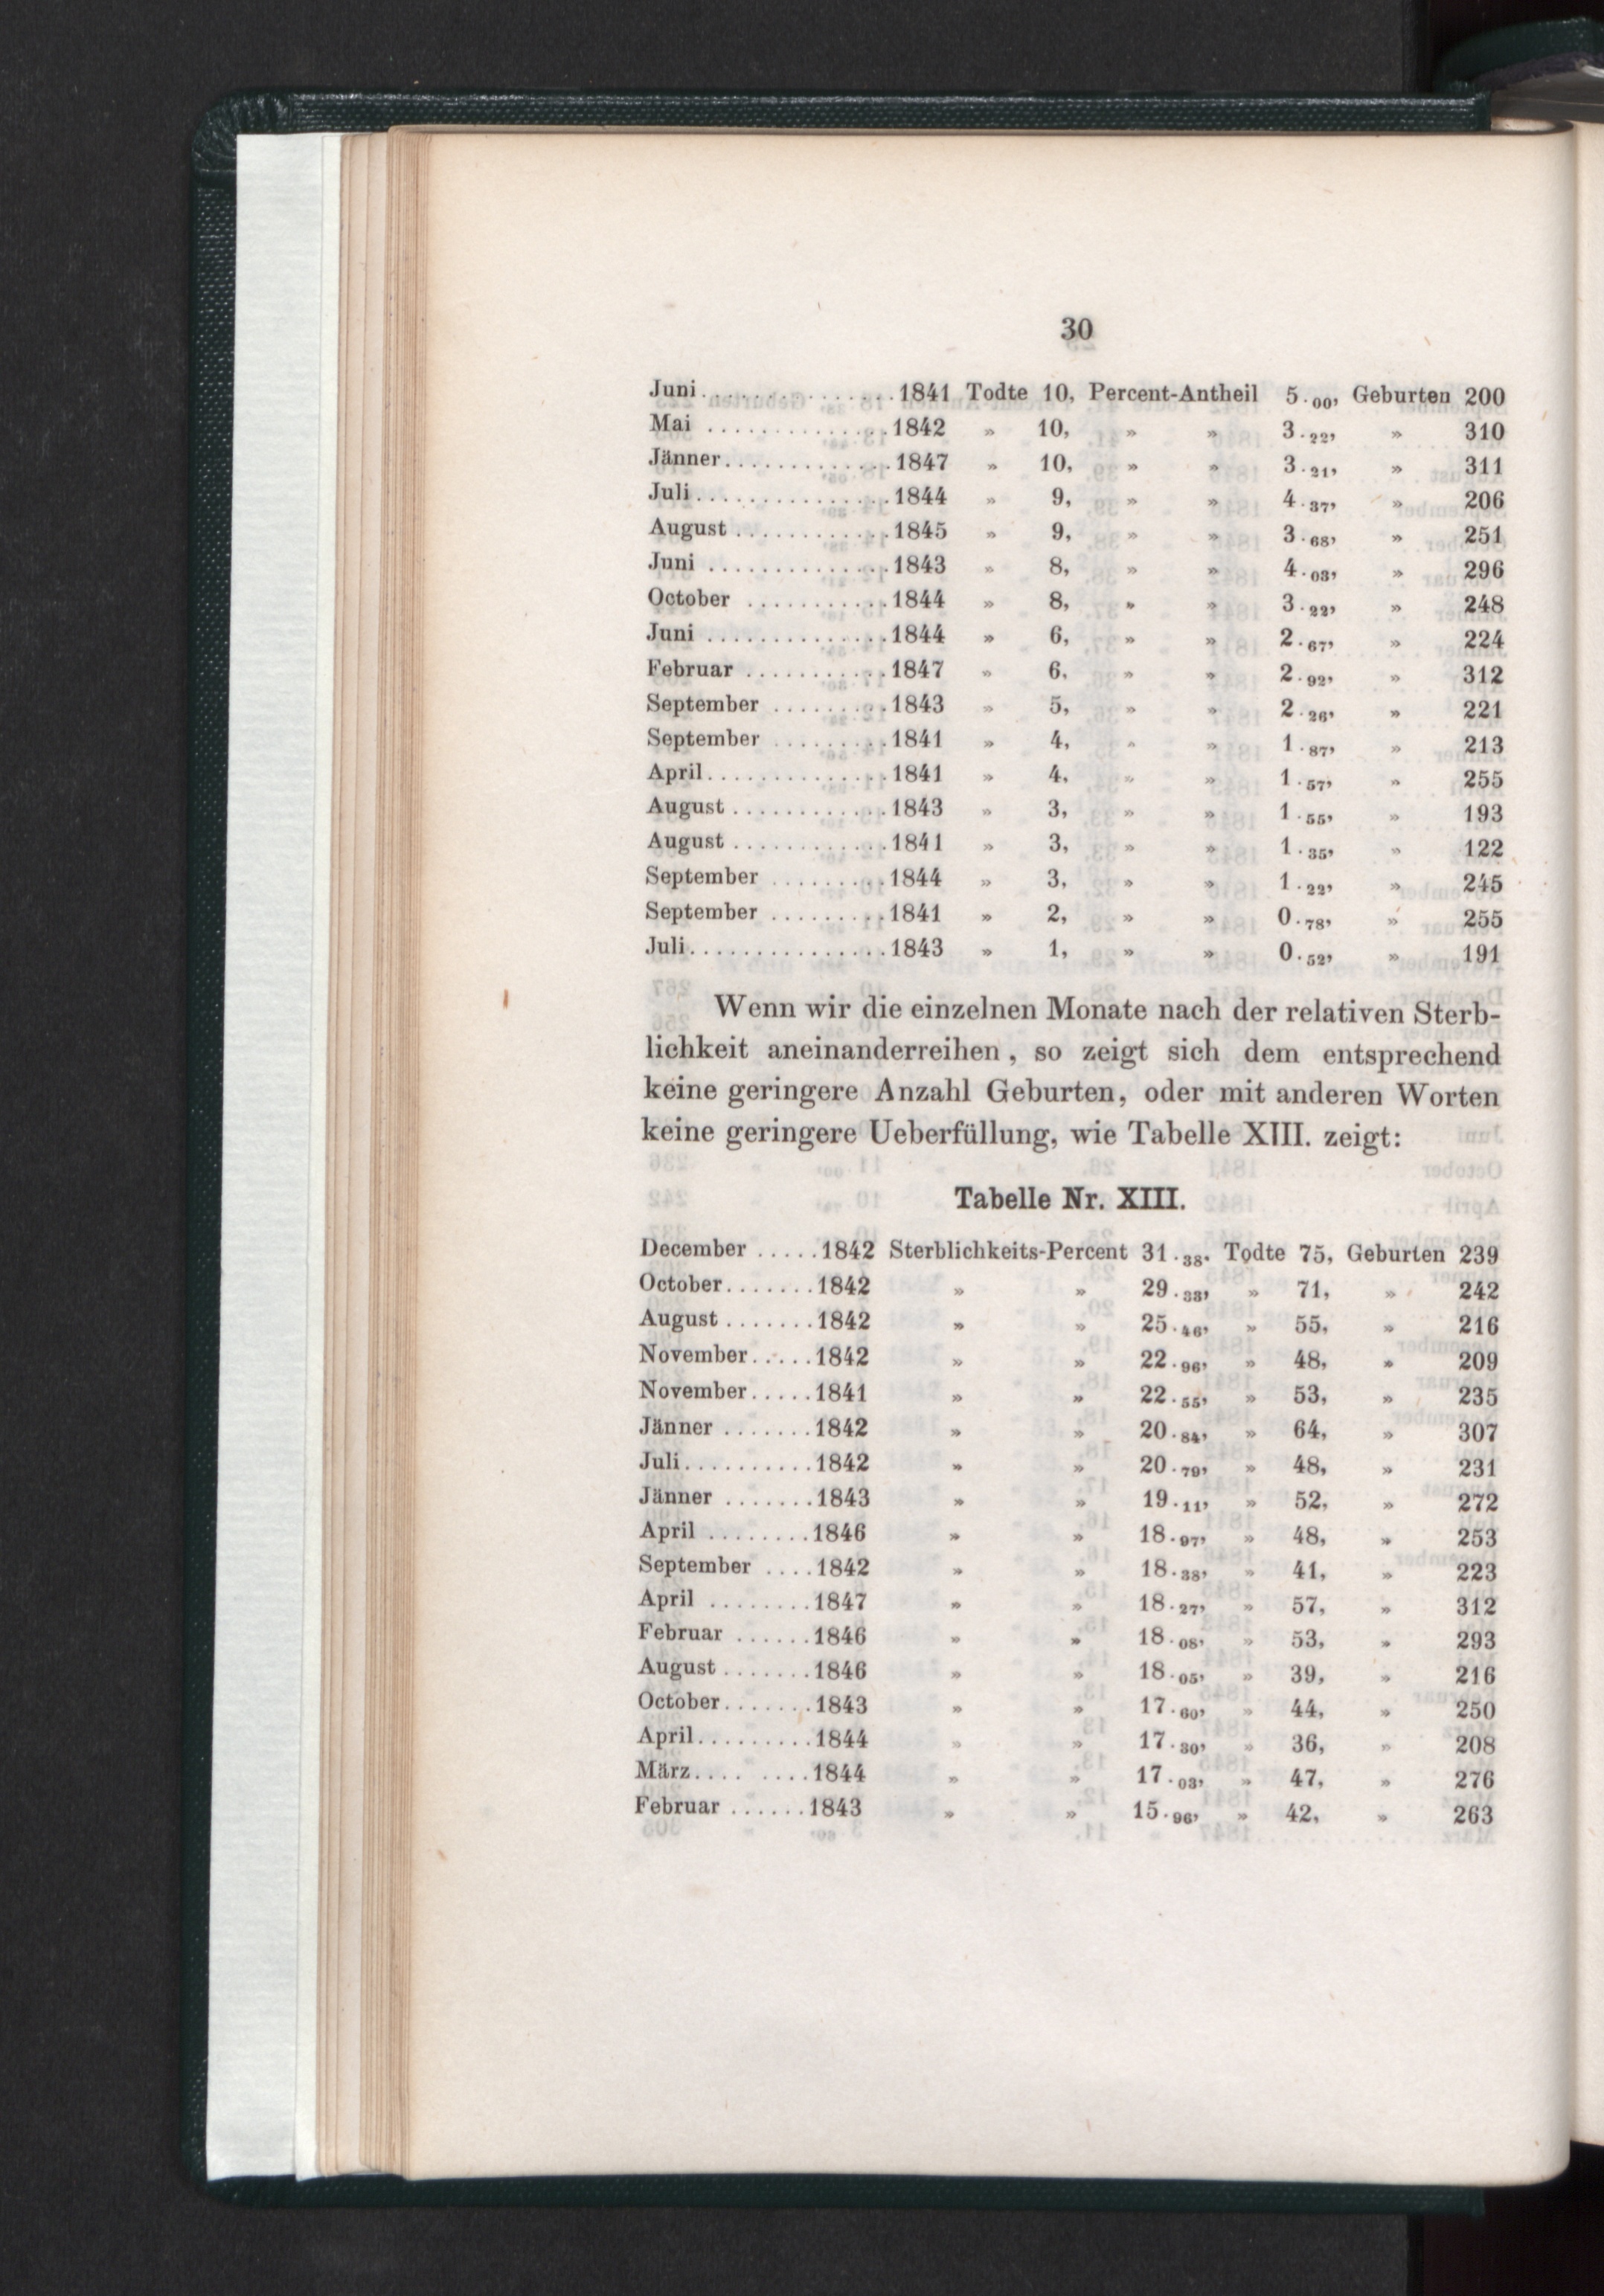 30
Juni............... 1841 Todte 10, Percent-Antheil 5.00, Geburten 200
Mai .............. 1842 » 10, » » 3.22, » 310
Jänner............. 1847 » 10, » » 3.21, » 311
Juli............... 1844 » 9, » » 4.37, » 206
August ............ 1845 » 9, » » 3.68, » 251
Juni .............. 1843 » 8, » » 4.03, » 296
October ........... 1844 » 8, » » 3.22, » 248
Juni .............. 1844 » 6, » » 2.67, » 224
Februar ........... 1847 » 6, » » 2.92, » 312
September ......... 1843 » 5, » » 2.26, » 221
September ......... 1841 » 4, » » 1.87, » 213
April.............. 1841 » 4, » » 1.57, » 255
August ............ 1843 » 3, » » 1.55, » 193
August ............ 1841 » 3, » » 1.35, » 122
September ......... 1844 » 3, » » 1.22, » 245
September ......... 1841 » 2, » » 0.78, » 255
Juli............... 1843 » 1, » » 0.52, » 191
Wenn wir die einzelnen Monate nach der relativen Sterb-
lichkeit aneinanderreihen, so zeigt sich dem entsprechend
keine geringere Anzahl Geburten, oder mit anderen Worten
keine geringere Ueberfüllung, wie Tabelle XIII. zeigt:
Tabelle Nr. XIII.
December .....1842 Sterblichkeits-Percent 31.38. Todte 75, Geburten 239
October.......1842 » » 29.33, » 71, » 242
August .......1842 » » 25.46, » 55, » 216
November.....1842 » » 22.96, » 48, » 209
November.....1841 » » 22.55, » 53, » 235
Jänner .......1842 » » 20.84, » 64, » 307
Juli..........1842 » » 20.79, » 48, » 231
Jänner .......1843 » » 19.11, » 52, » 272
April ........1846 » » 18.97, » 48, » 253
September ....1842 » » 18.38, » 41, » 223
April ........1847 » » 18.27, » 57, » 312
Februar ......1846 » » 18.08, » 53, » 293
August .......1846 » » 18.05, » 39, » 216
October.......1843 » » 17.60, » 44, » 250
April.........1844 » » 17.30, » 36, » 208
März.... ....1844 » » 17.03, » 47, » 276
Februar ......1843 » » 15.96, » 42, » 263